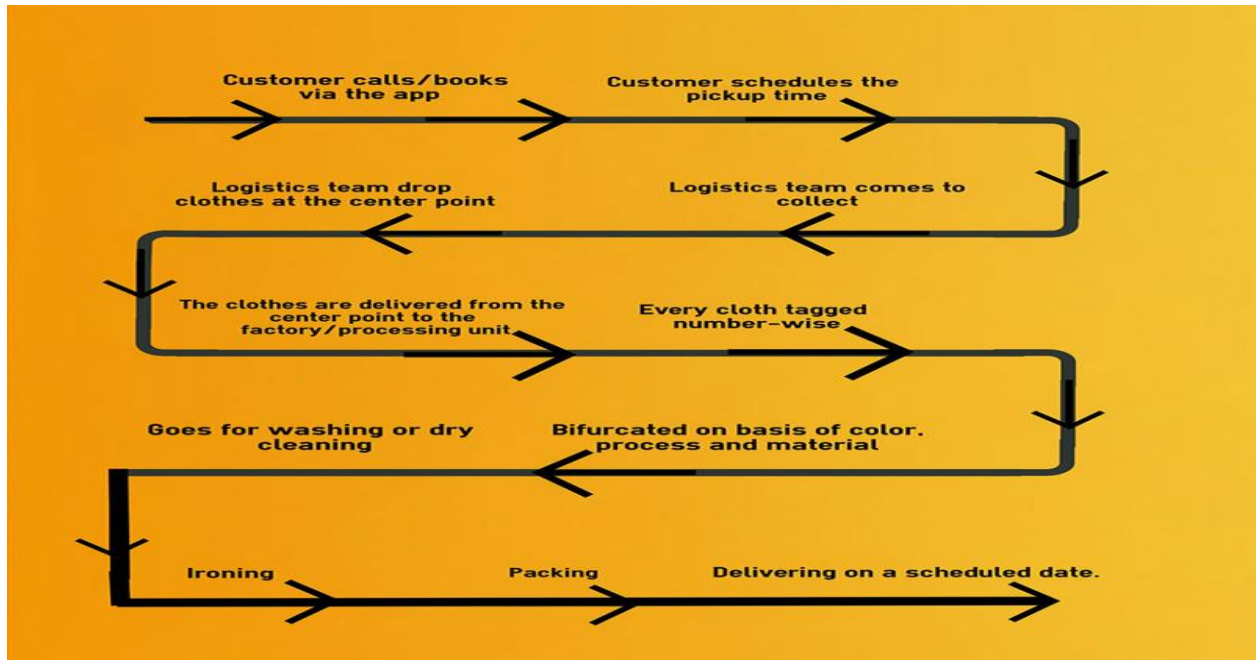 Customer calls/books
via the app
Customer schedules the
pickup time
Logistics team comes to
collect
Logistics team drop
clothes at the center point
The clothes are delivered from the
center point to the
factory/processing unit
Every cloth tagged
number-wise
Bifurcated on basis of color,
process and material
Goes for washing or dry
cleaning
Ironing
Packing
Delivering on a scheduled date.